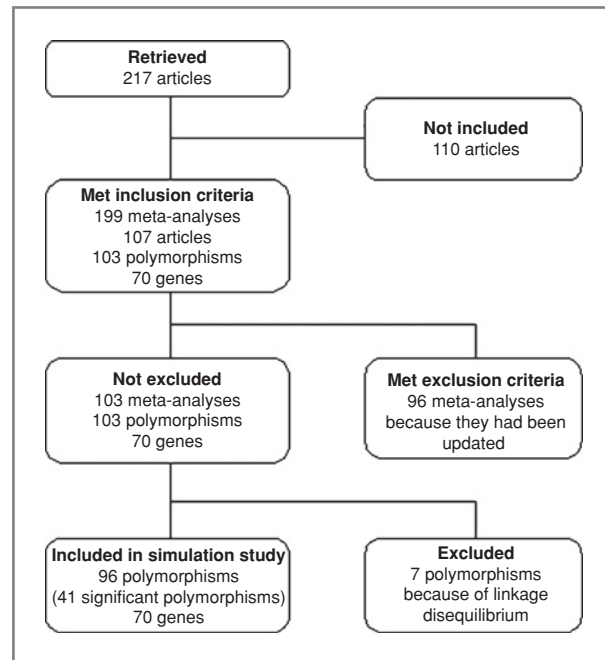 Retrieved
217 articles
Not included
110 articles
Met inclusion criteria
199 meta-analyses
107 articles
103 polymorphisms
70 genes
Not excluded
103 meta-analyses
103 polymorphisms
70 genes
Met exclusion criteria
96 meta-analyses
because they had been
updated
Included in simulation study
96 polymorphisms
(41 significant polymorphisms)
70 genes
Excluded
7 polymorphisms
because of linkage
disequilibrium